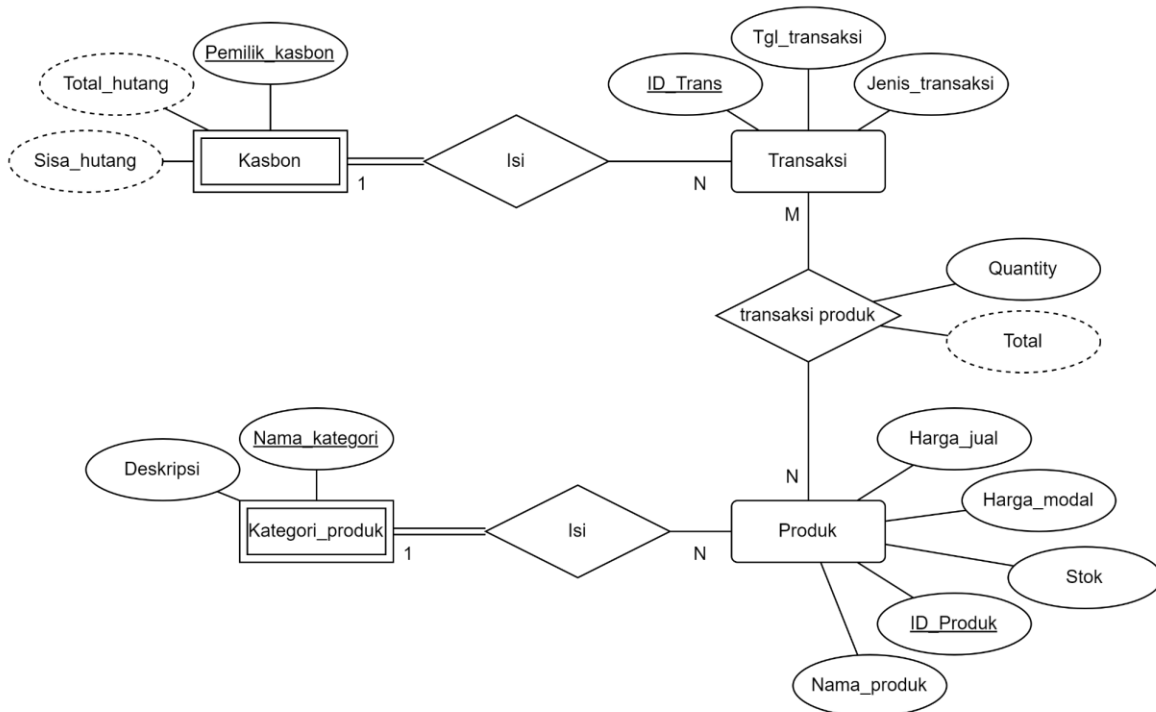 Tgl_transaksi
Pemilik_kasbon
Total_hutang
ID_Trans
Jenis_transaksi
Sisa_hutang
Kasbon
Isi
Transaksi
1
N
M
Quantity
transaksi produk
Total
Nama_kategori
Harga_jual
Deskripsi
N
Harga_modal
Kategori_produk
Isi
Produk
1
N
Stok
ID_Produk
Nama_produk